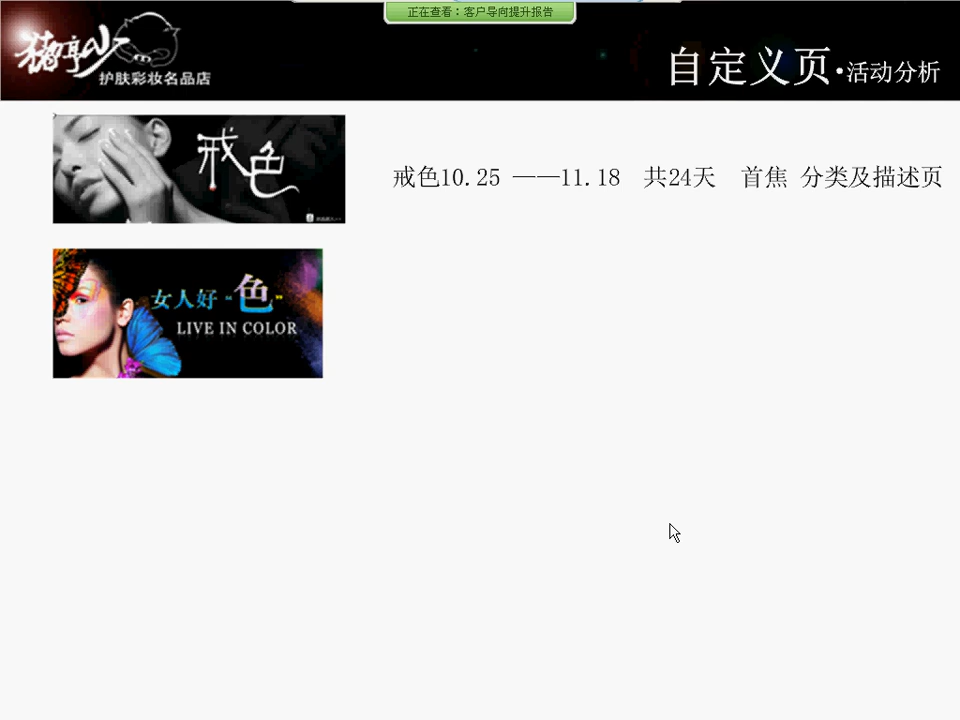 正在查看：客户导向提升报告
护肤彩妆名品店
自定义页·活动分析
戒色
戒色10.25 ——11.18 共24天 首焦 分类及描述页
女人好"色"
LIVE IN COLOR